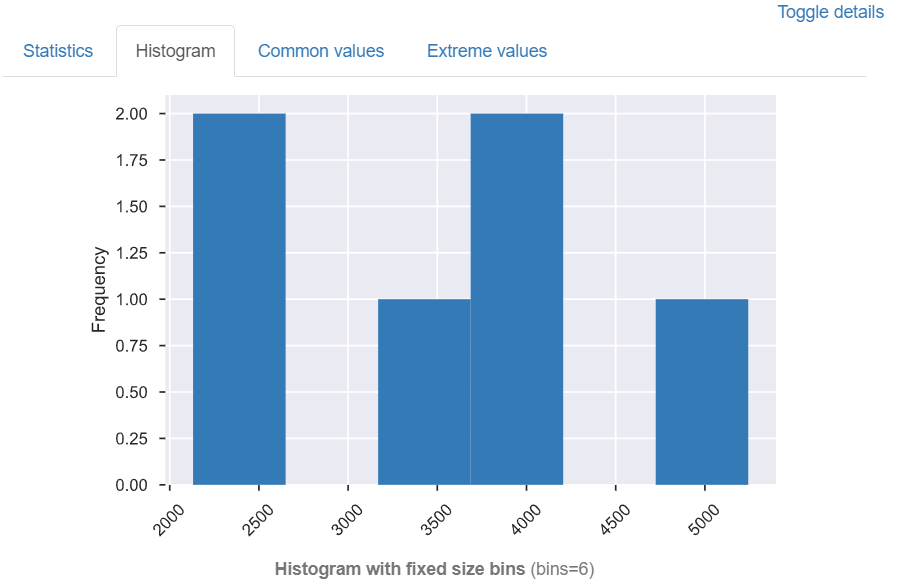 Toggle details
Statistics Histogram Common values Extreme values
2.00
1.75
1.50
1.25
1.00
0.75
0.50
0.25
0.00
Frequency
2000 2500 3000 3500 4000 4500 5000
Histogram with fixed size bins (bins=6)